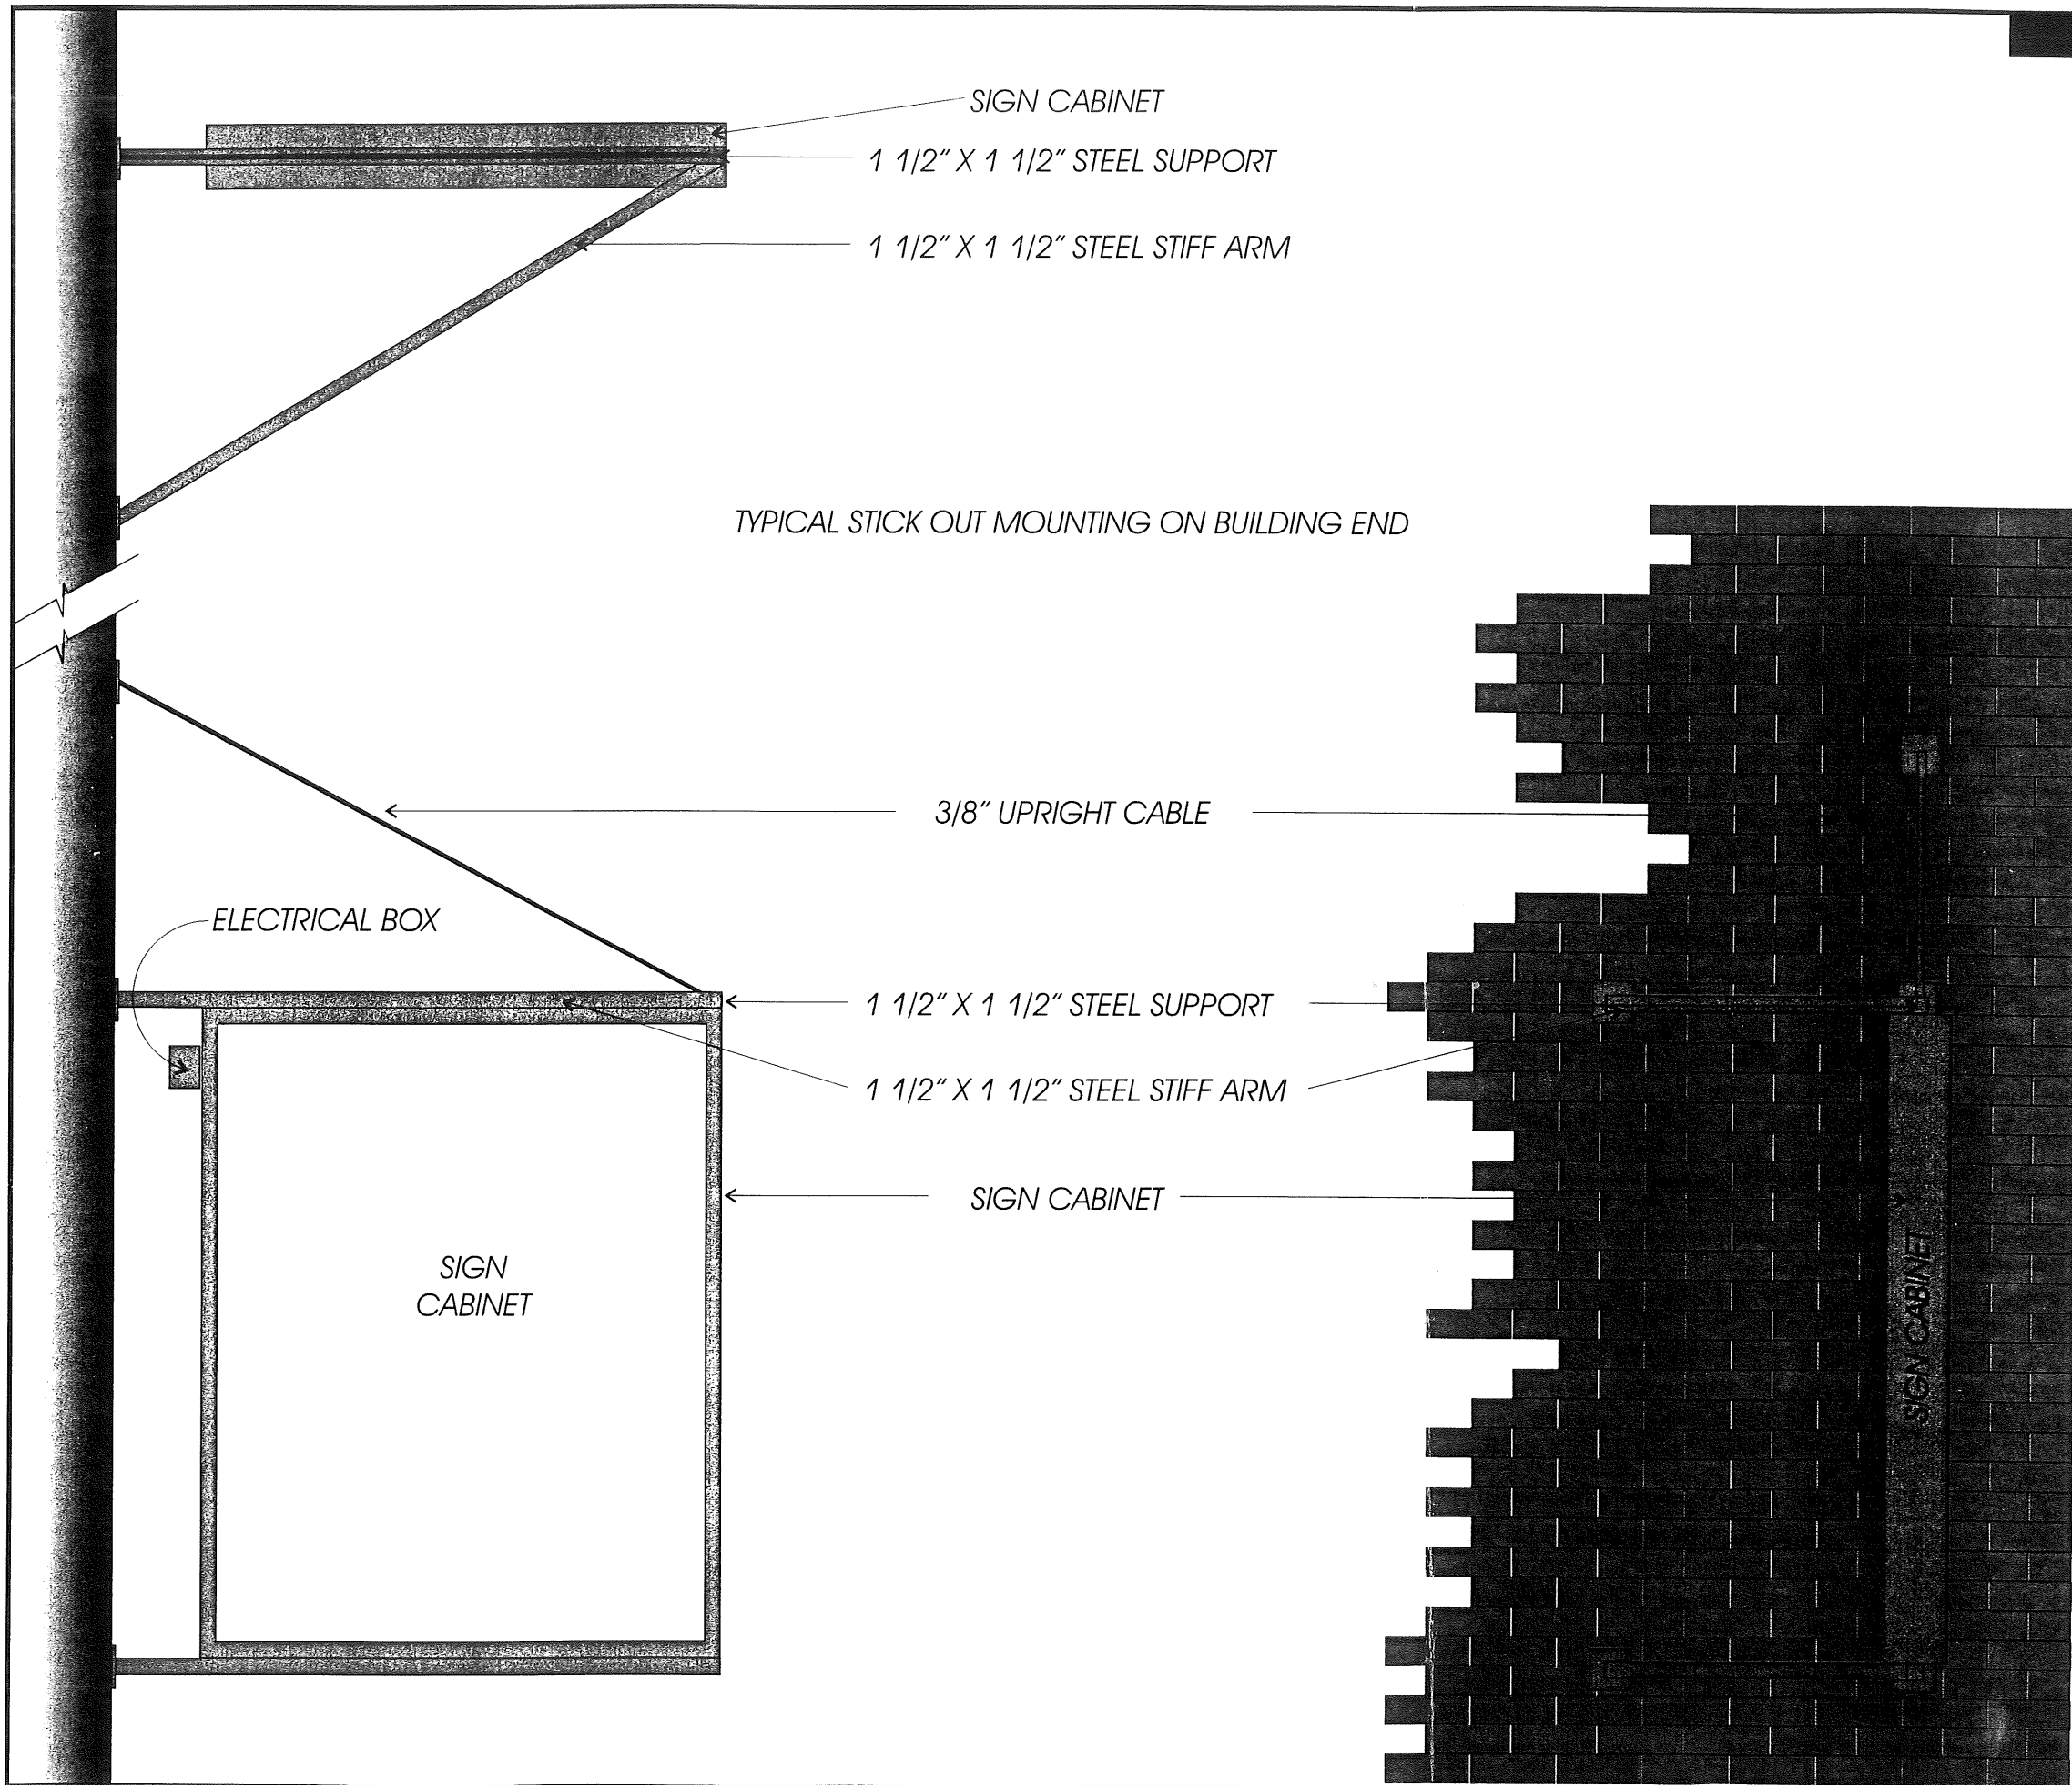 SIGN CABINET
1 1/2" X 1 1/2" STEEL SUPPORT
1 1/2" X 1 1/2" STEEL STIFF ARM
TYPICAL STICK OUT MOUNTING ON BUILDING END
3/8" UPRIGHT CABLE
ELECTRICAL BOX
1 1/2" X 1 1/2" STEEL SUPPORT
1 1/2" X 1 1/2" STEEL STIFF ARM
SIGN CABINET
SIGN
CABINET
SIGN CABINET